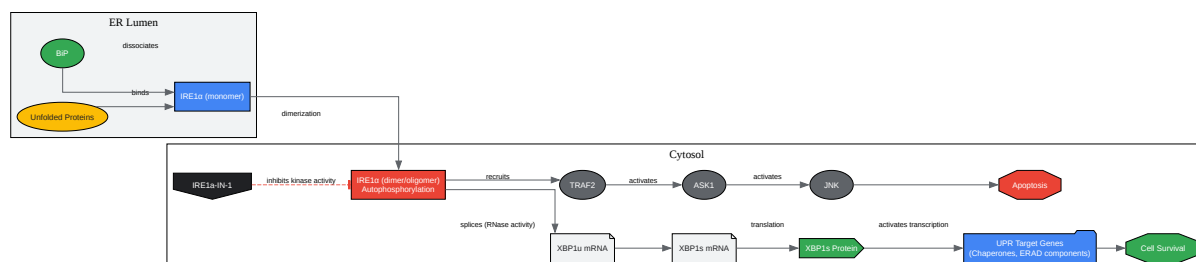 ER Lumen
dissociates
BiP
binds
IRE1α (monomer)
Unfolded Proteins
dimerization
Cytosol
IRE1a-IN-1
inhibits kinase activity
IRE1α (dimer/oligomer)
Autophosphorylation
recruits
TRAF2
activates
ASK1
activates
JNK
Apoptosis
splices (RNase activity)
XBP1u mRNA
XBP1s mRNA
translation
XBP1s Protein
activates transcription
UPR Target Genes
(Chaperones, ERAD components)
Cell Survival